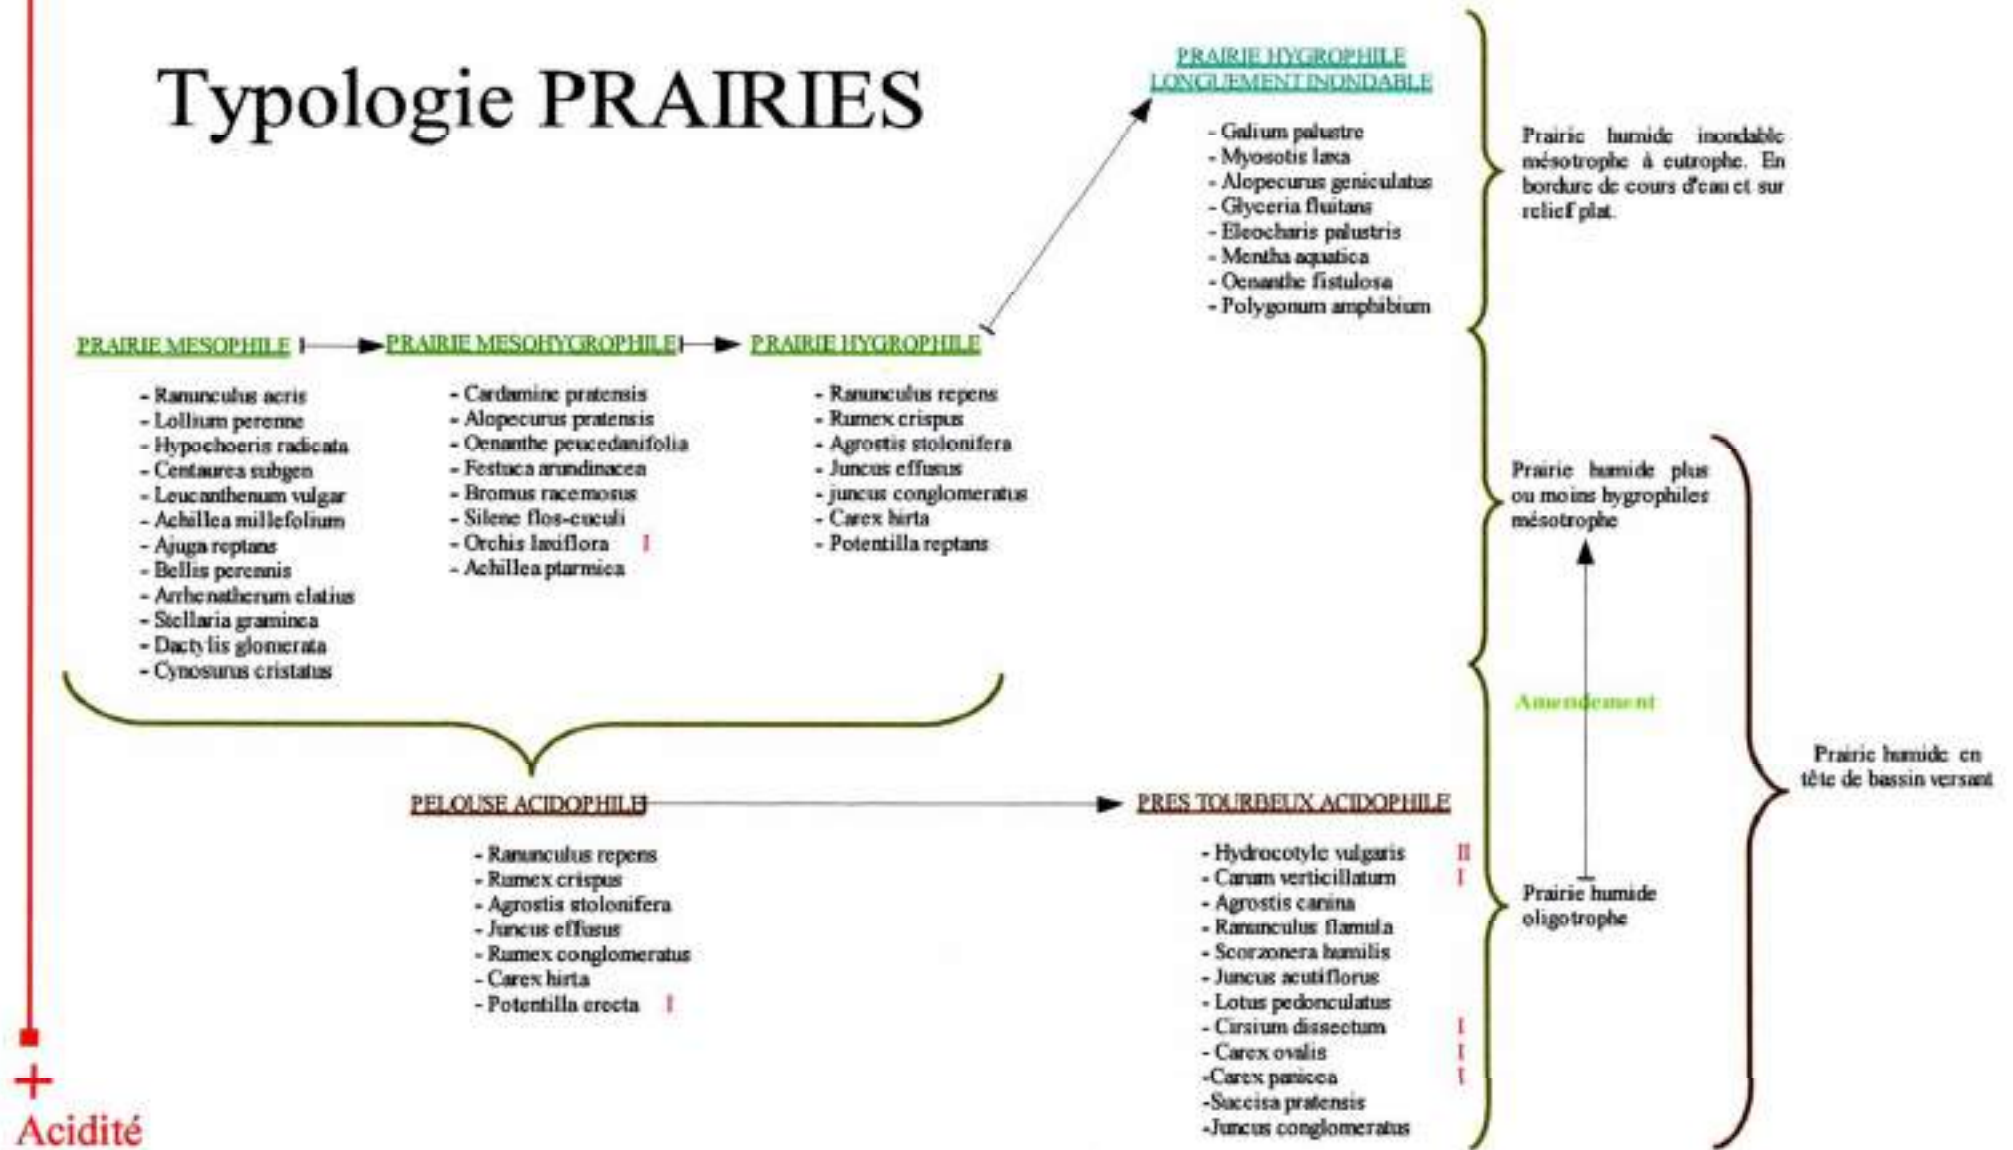 Typologie PRAIRIES
PRAIRIE HYGROPHILE
LONGUEMENT INONDABLE
- Galium palustre
- Myosotis laxa
- Alopecurus geniculatus
- Glyceria fluitans
- Eleocharis palustris
- Mentha aquatica
- Oenanthe fistulosa
- Polygonum amphibium
Prairie humide inondable
mésotrophe à eutrophe. En
bordure de cours d'eau et sur
relief plat.
PRAIRIE MESOPHILE
- Ranunculus acris
- Lollium perenne
- Hypochoeris radicata
- Centaurea subgen
- Leucanthenum vulgar
- Achillea millefolium
- Ajuga reptans
- Bellis perennis
- Arrhenatherum elatius
- Stellaria graminea
- Dactylis glomerata
- Cynosurus cristatus
PRAIRIE MESOHYGROPHILE
- Cardamine pratensis
- Alopecurus pratensis
- Oenanthe peucedanifolia
- Festuca arundinacea
- Bromus racemosus
- Silene flos-cuculi
- Orchis laxiflora I
- Achillea ptarmica
PRAIRIE HYGROPHILE
- Ranunculus repens
- Rumex crispus
- Agrostis stolonifera
- Juncus effusus
- juncus conglomeratus
- Carex hirta
- Potentilla reptans
Prairie humide plus
ou moins hygrophiles
mésotrophe
Amendement
Prairie humide en
tête de bassin versant
PELOUSE ACIDOPHILE
- Ranunculus repens
- Rumex crispus
- Agrostis stolonifera
- Juncus effusus
- Rumex conglomeratus
- Carex hirta
- Potentilla erecta I
PRES TOURBEUX ACIDOPHILE
- Hydrocotyle vulgaris II
- Carum verticillatum I
- Agrostis canina
- Ranunculus flamula
- Scorzonera humilis
- Juncus acutiflorus
- Lotus pedonculatus
- Cirsium dissectum I
- Carex ovalis I
-Carex panicea I
-Succisa pratensis
-Juncus conglomeratus
Prairie humide
oligotrophe
+
Acidité